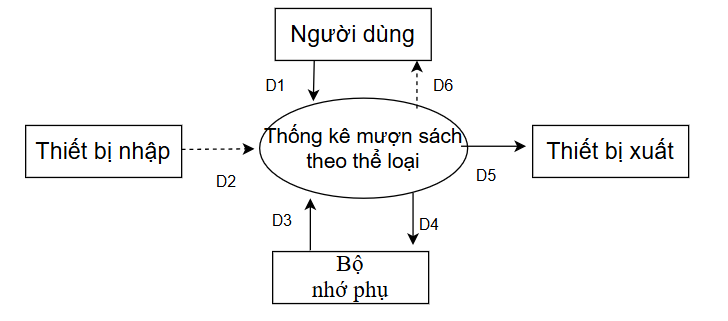 Người dùng
D1
D6
Thống kê mượn sách
theo thể loại
Thiết bị nhập
D2
Thiết bị xuất
D5
D3
D4
Bộ
nhớ phụ